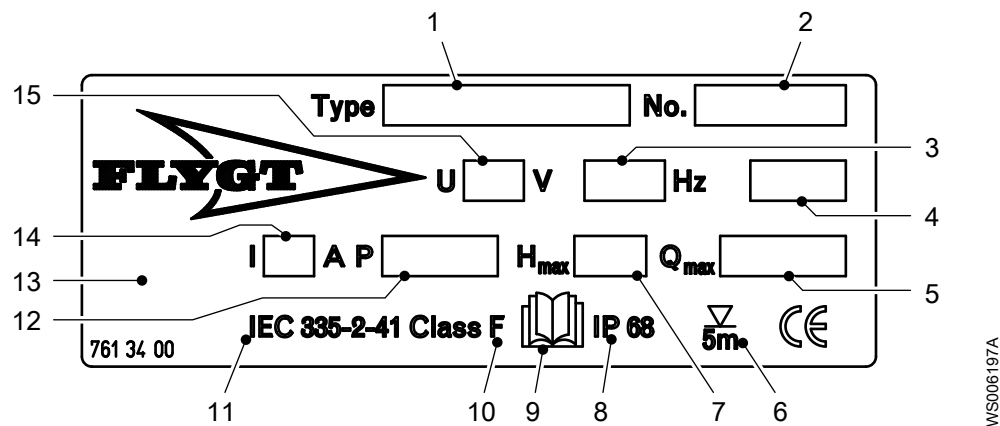 1 2
15 Type No.
FLYGT U V Hz 3
4
14 I A P Hmax Qmax
13 5
12 IEC 335-2-41 Class F IP 68 5m CE
761 34 00
11 10 9 8 7 6
WS006197A